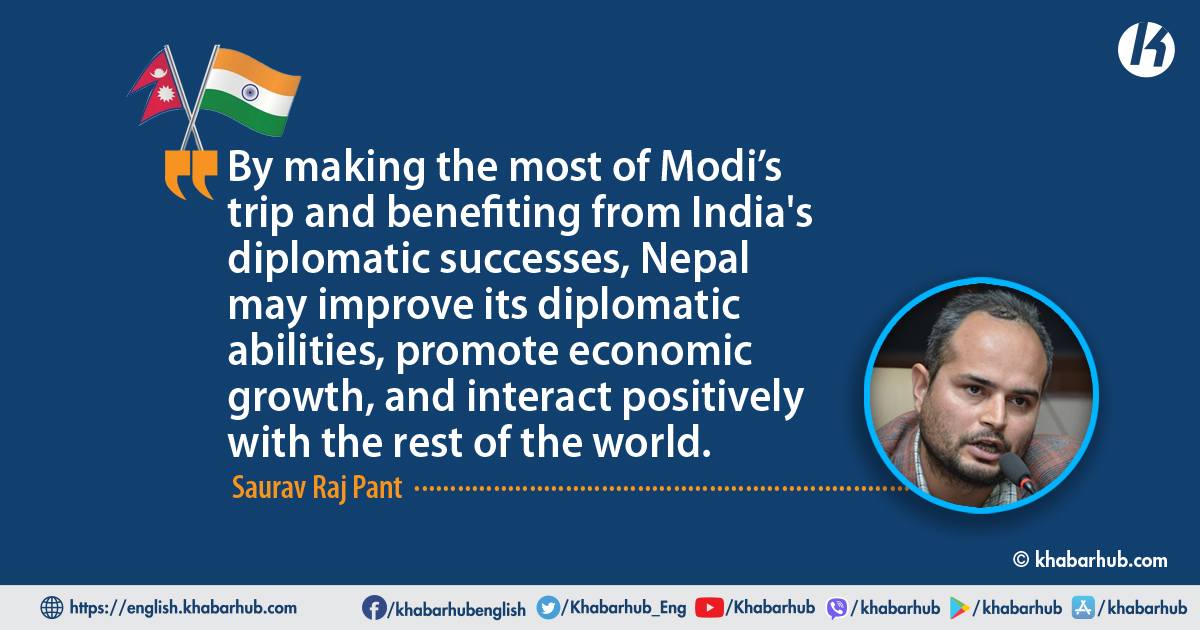 By making the most of Modi’s
trip and benefiting from India's
diplomatic successes, Nepal
may improve its diplomatic
abilities, promote economic
growth, and interact positively
with the rest of the world.
Saurav Raj Pant
© khabarhub.com
https://english.khabarhub.com /khabarhubenglish /Khabarhub_Eng /Khabarhub /khabarhub /khabarhub /khabarhub